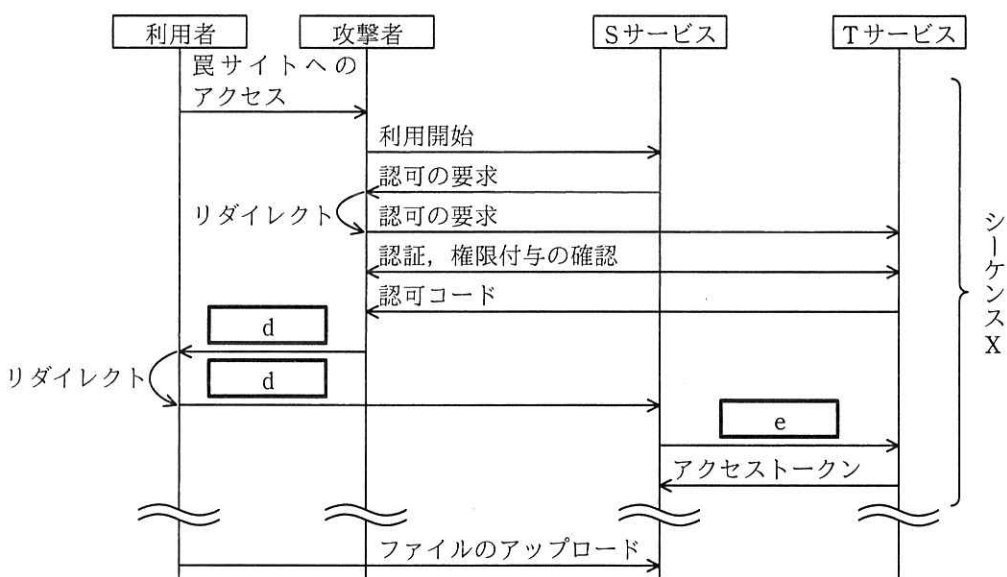 利用者
攻撃者
Sサービス
Tサービス
罠サイトへの
アクセス
利用開始
認可の要求
リダイレクト
認可の要求
認証，権限付与の確認
認可コード
d
リダイレクト
d
e
アクセストークン
ファイルのアップロード
シーケンスX